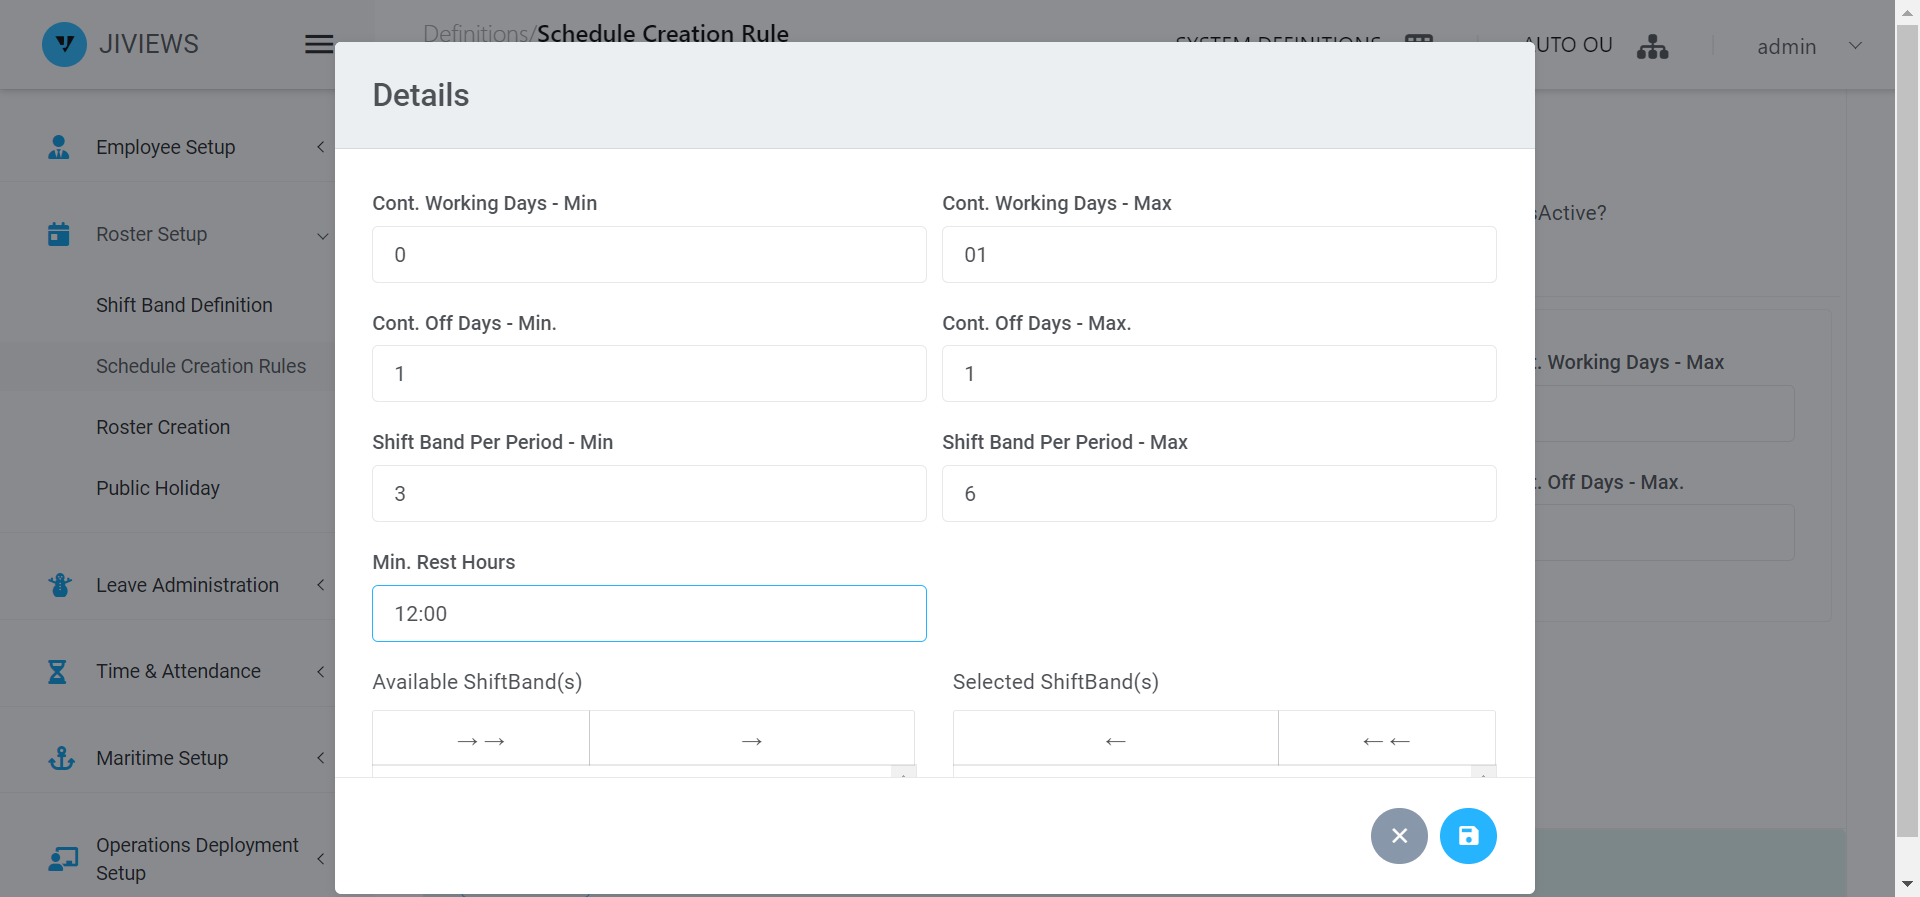 JIVIEWS
Definitions/Schedule Creation Rule
SYSTEM DEFINITIONS
AUTO OU
admin
Employee Setup
Roster Setup
Shift Band Definition
Schedule Creation Rules
Roster Creation
Public Holiday
Leave Administration
Time & Attendance
Maritime Setup
Operations Deployment
Setup
Details
Cont. Working Days - Min
Cont. Working Days - Max
0
01
Cont. Off Days - Min.
Cont. Off Days - Max.
1
1
Shift Band Per Period - Min
Shift Band Per Period - Max
3
6
Min. Rest Hours
12:00
Available ShiftBand(s)
Selected ShiftBand(s)
→→
→
←
←←
sActive?
t. Working Days - Max
t. Off Days - Max.